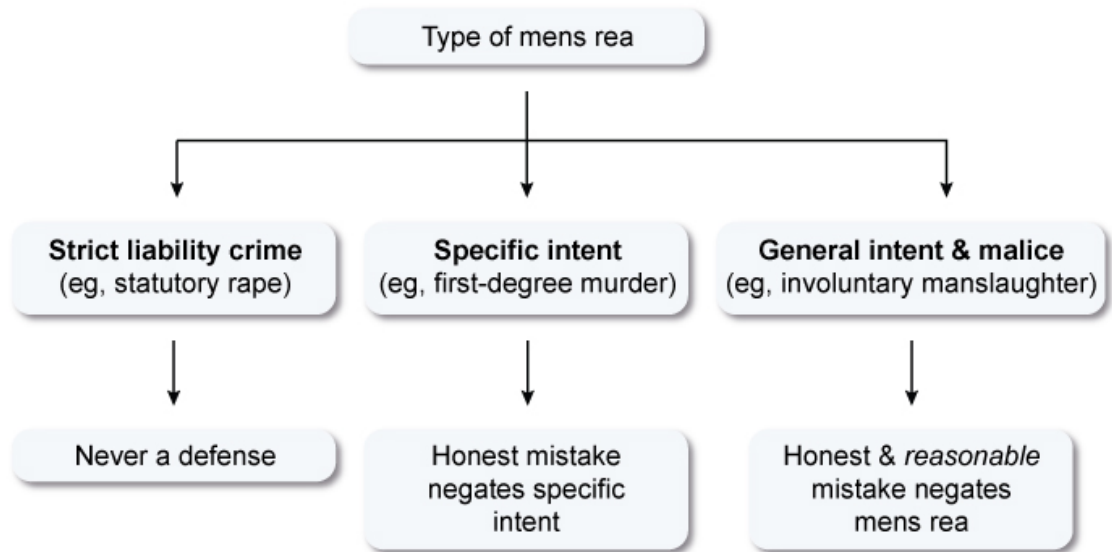 Type of mens rea
Strict liability crime
(eg, statutory rape)
Specific intent
(eg, first-degree murder)
General intent & malice
(eg, involuntary manslaughter)
Never a defense
Honest mistake
negates specific
intent
Honest & reasonable
mistake negates
mens rea